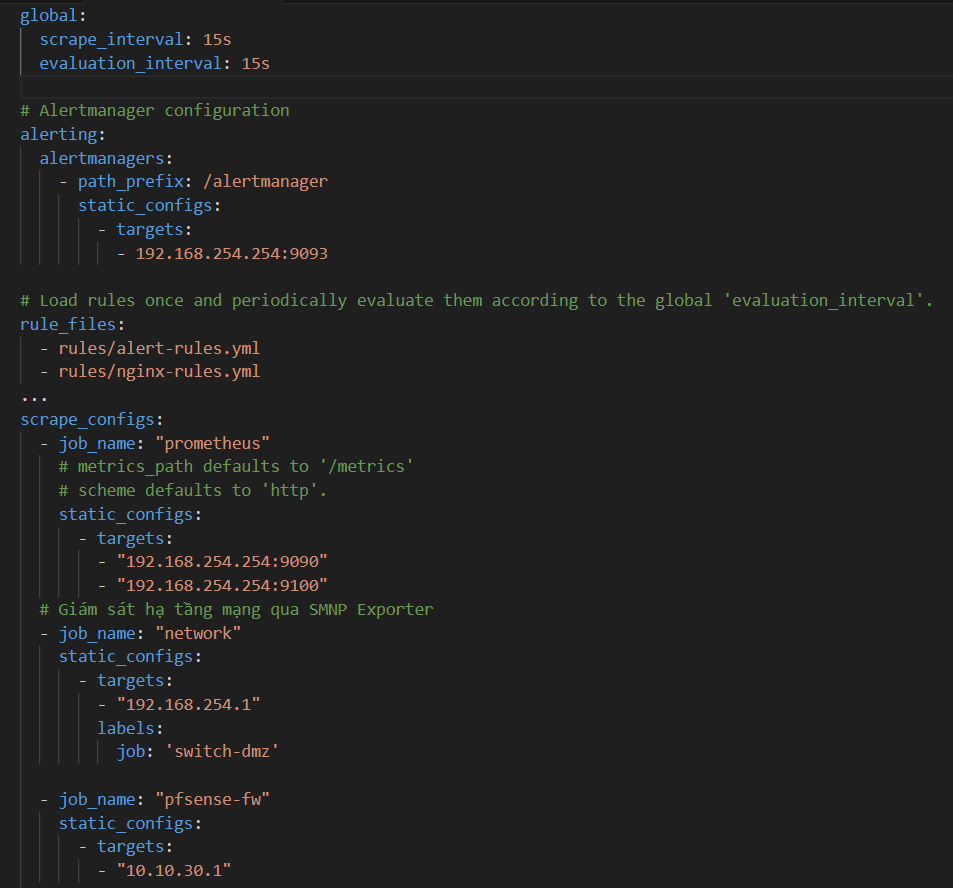 global:
  scrape_interval: 15s
  evaluation_interval: 15s

# Alertmanager configuration
alerting:
  alertmanagers:
    - path_prefix: /alertmanager
      static_configs:
        - targets:
          - 192.168.254.254:9093

# Load rules once and periodically evaluate them according to the global 'evaluation_interval'.
rule_files:
  - rules/alert-rules.yml
  - rules/nginx-rules.yml
...
scrape_configs:
  - job_name: "prometheus"
    # metrics_path defaults to '/metrics'
    # scheme defaults to 'http'.
    static_configs:
      - targets:
        - "192.168.254.254:9090"
        - "192.168.254.254:9100"
  # Giám sát hạ tầng mạng qua SMNP Exporter
  - job_name: "network"
    static_configs:
      - targets:
        - "192.168.254.1"
        labels:
          job: 'switch-dmz'

  - job_name: "pfsense-fw"
    static_configs:
      - targets:
        - "10.10.30.1"